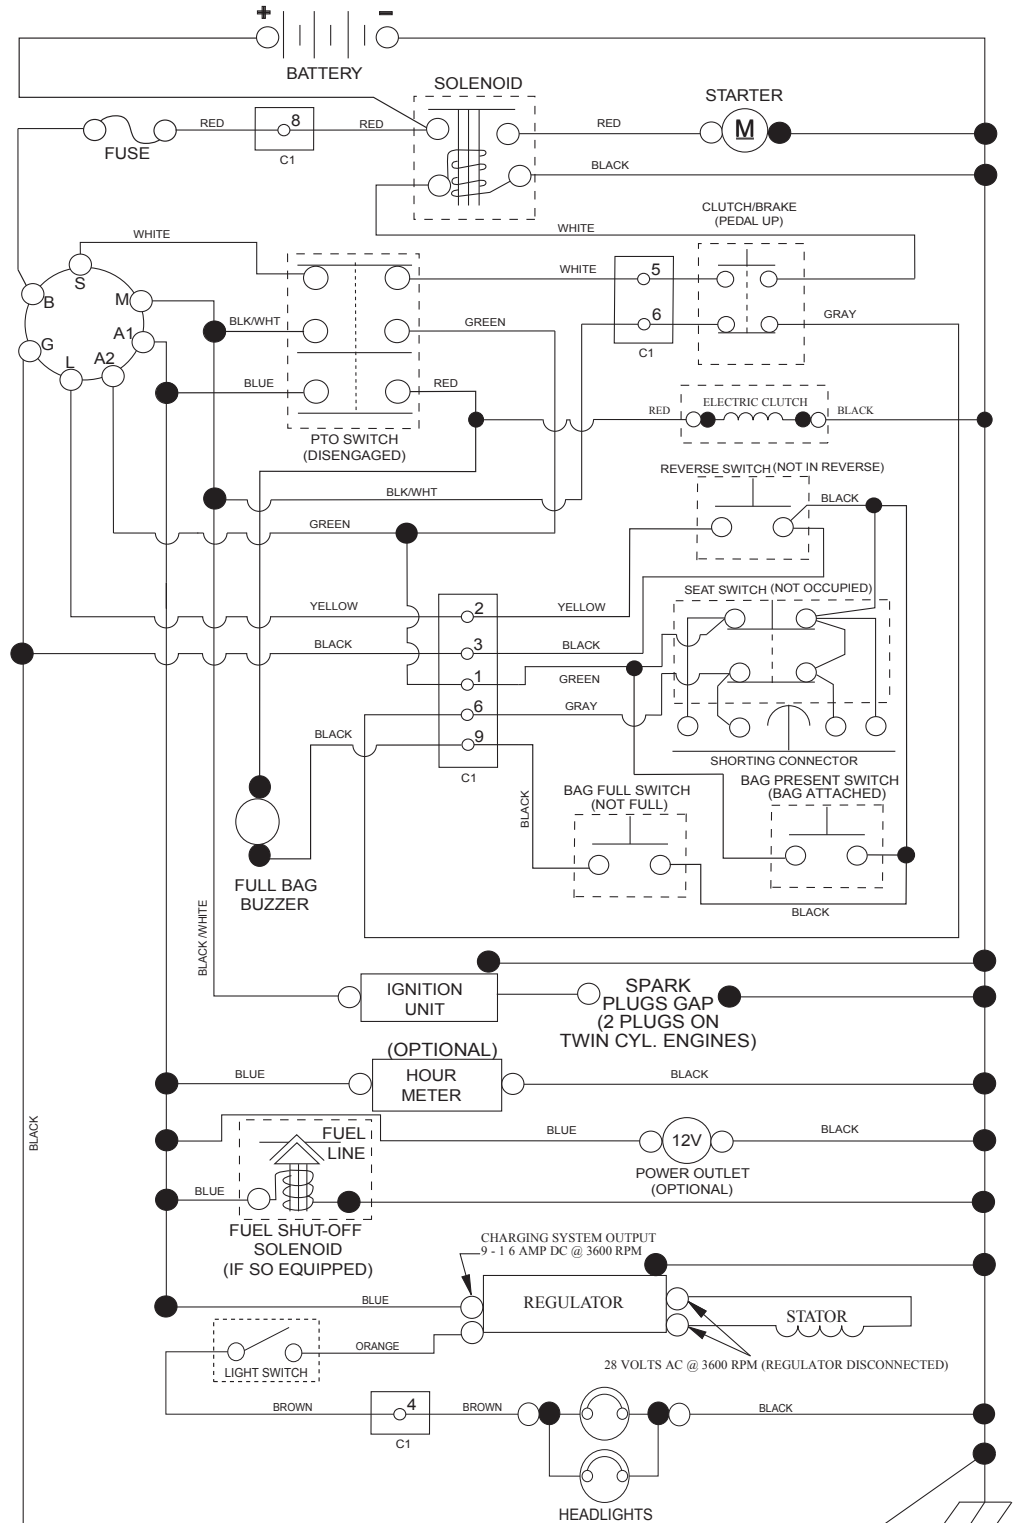 + -
BATTERY
SOLENOID
STARTER
RED
8
RED
RED
M
FUSE
C1
BLACK
CLUTCH/BRAKE
(PEDAL UP)
WHITE
WHITE
S
WHITE
5
B
M
BLK/WHT
GREEN
6
GRAY
G
A1
C1
L
A2
BLUE
RED
RED
ELECTRIC CLUTCH
BLACK
PTO SWITCH
(DISENGAGED)
REVERSE SWITCH (NOT IN REVERSE)
BLK/WHT
BLACK
GREEN
SEAT SWITCH (NOT OCCUPIED)
YELLOW
2
YELLOW
BLACK
3
BLACK
1
GREEN
6
GRAY
BLACK
9
C1
SHORTING CONNECTOR
BAG PRESENT SWITCH
(BAG ATTACHED)
BAG FULL SWITCH
(NOT FULL)
BLACK
FULL BAG
BUZZER
BLACK
BLACK /WHITE
IGNITION
UNIT
SPARK
PLUGS GAP
(2 PLUGS ON
TWIN CYL. ENGINES)
(OPTIONAL)
HOUR
METER
BLUE
BLACK
BLACK
FUEL
LINE
BLUE
12V
BLACK
POWER OUTLET
(OPTIONAL)
BLUE
FUEL SHUT-OFF
SOLENOID
(IF SO EQUIPPED)
CHARGING SYSTEM OUTPUT
9 - 1 6 AMP DC @ 3600 RPM
BLUE
REGULATOR
STATOR
ORANGE
LIGHT SWITCH
28 VOLTS AC @ 3600 RPM (REGULATOR DISCONNECTED)
BROWN
4
BROWN
BLACK
C1
HEADLIGHTS